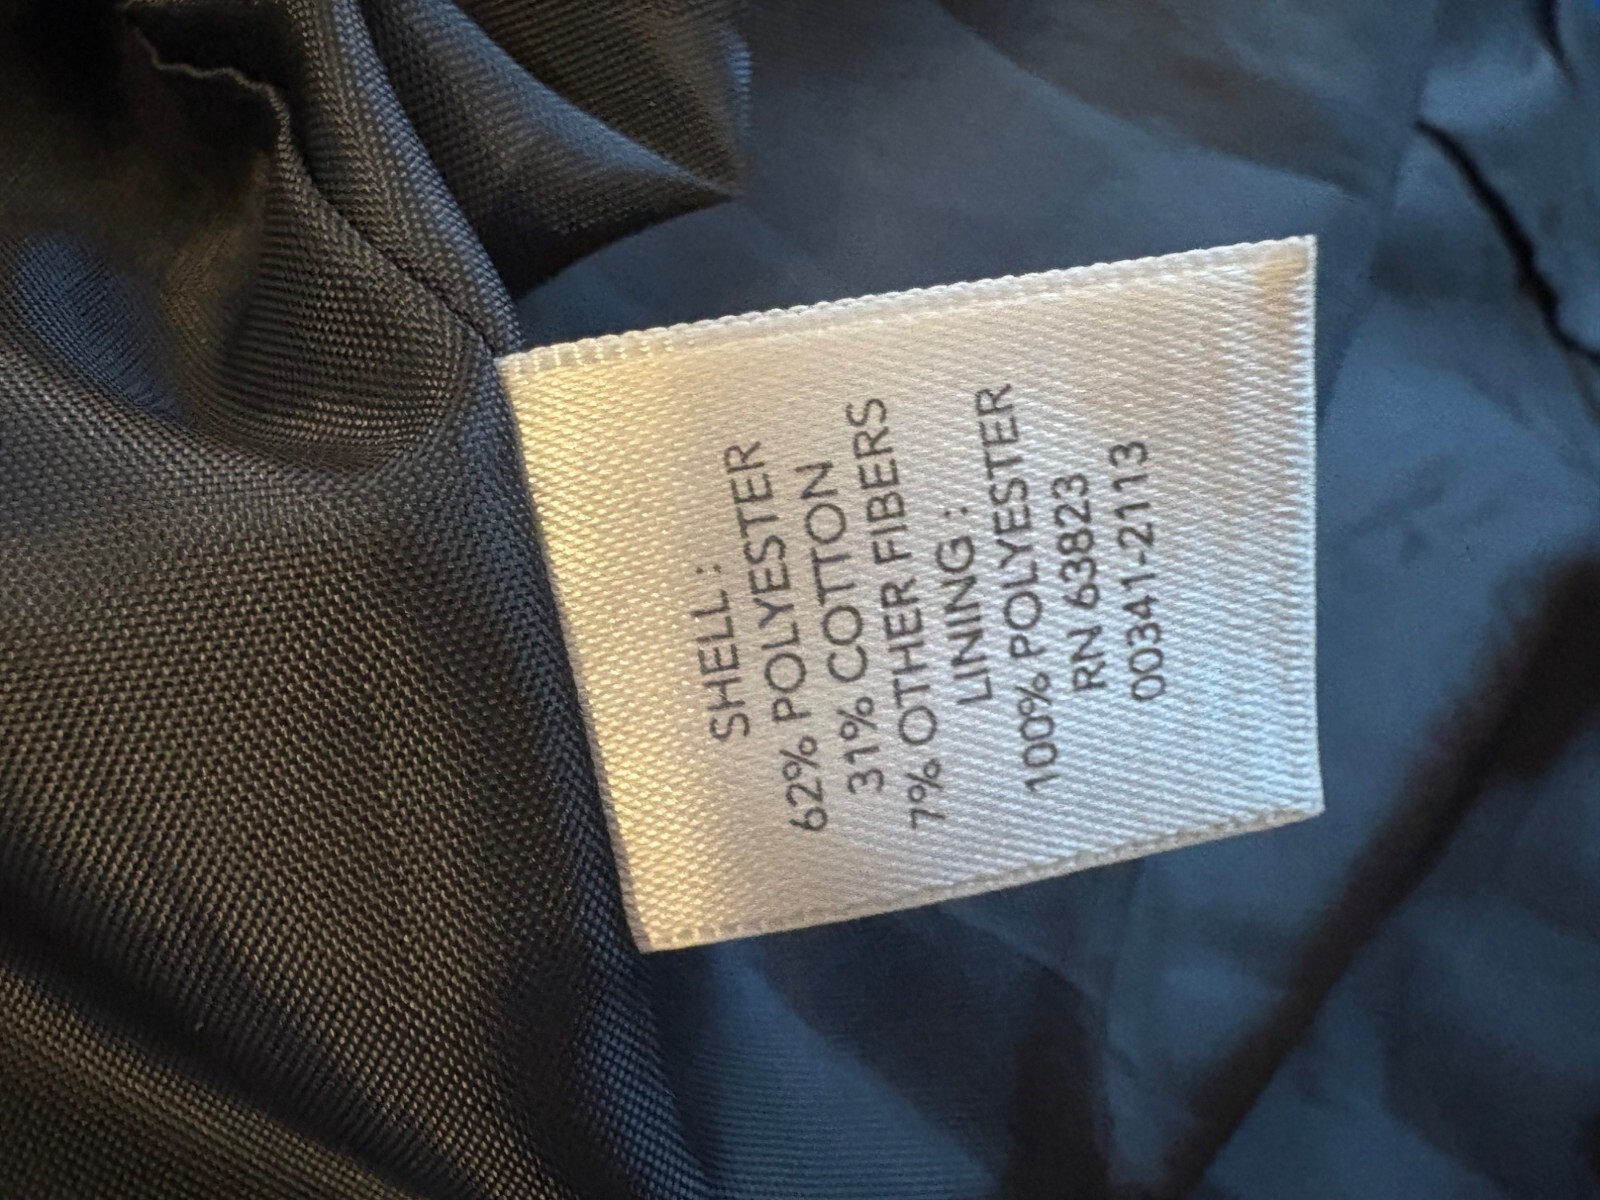 SHELL:
62% POLYESTER
31% COTTON
7% OTHER FIBERS
LINING:
100% POLYESTER
RN 63823
00341-2113